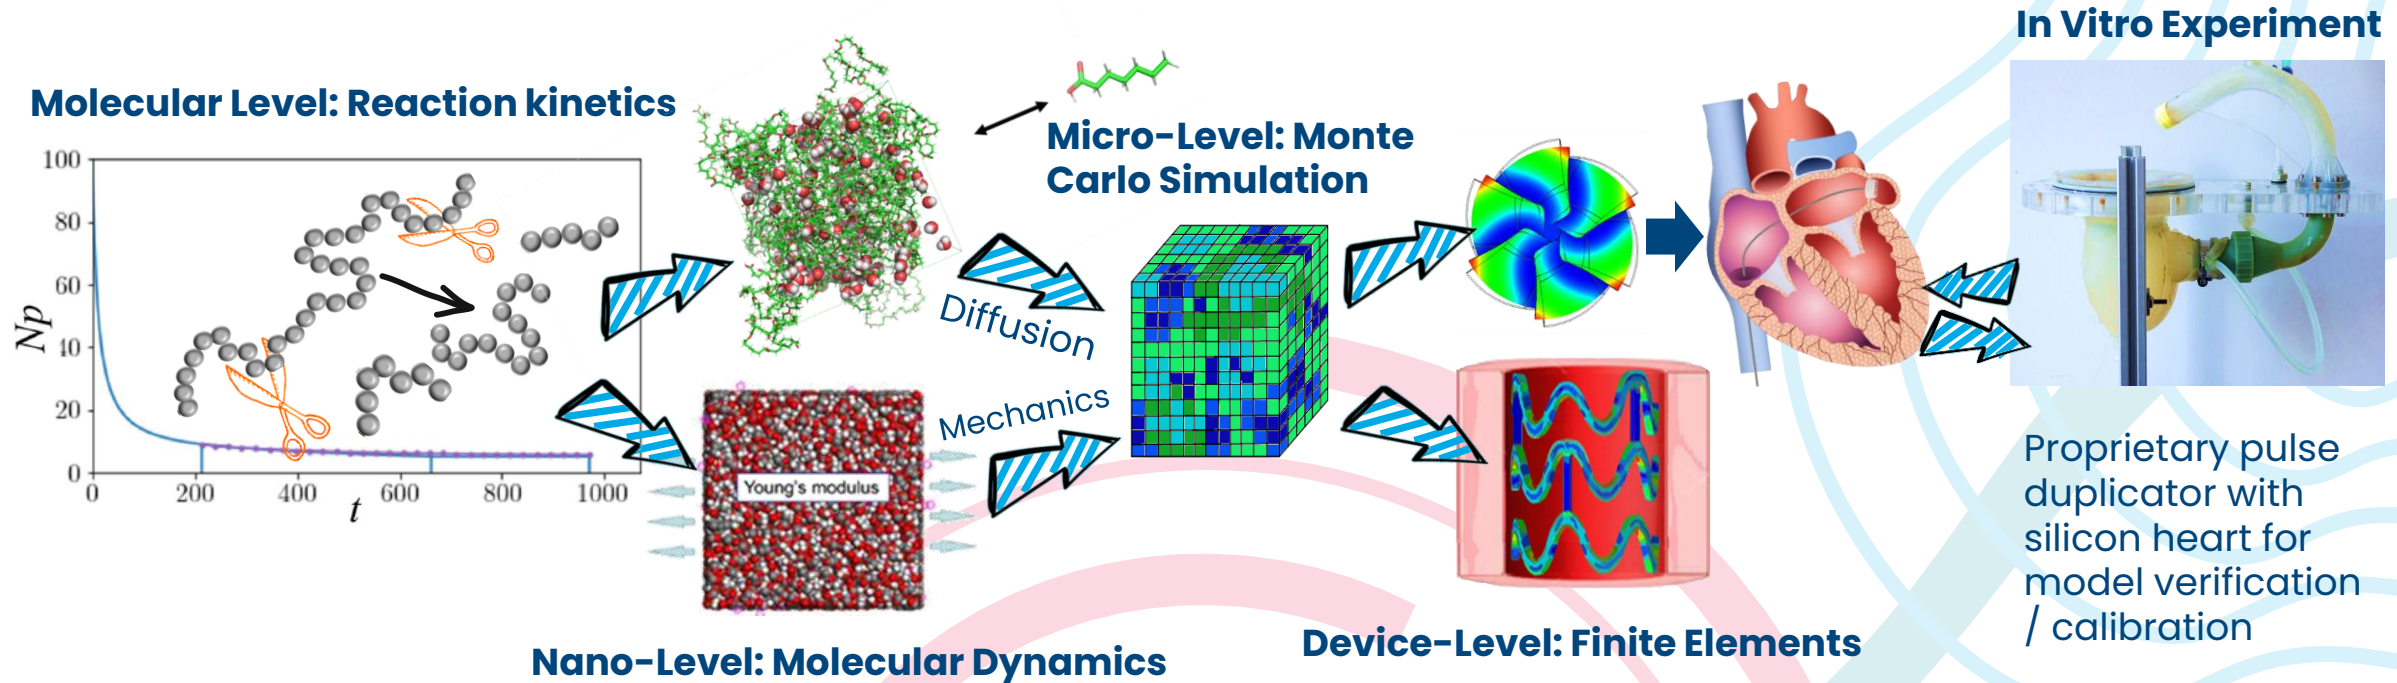 In Vitro Experiment
Molecular Level: Reaction kinetics
Micro-Level: Monte
Carlo Simulation
100
80
60
40
20
0
Np
0 200 400 600 800 1000
t
Diffusion
Mechanics
Young's modulus
Nano-Level: Molecular Dynamics
Device-Level: Finite Elements
Proprietary pulse
duplicator with
silicon heart for
model verification
/ calibration